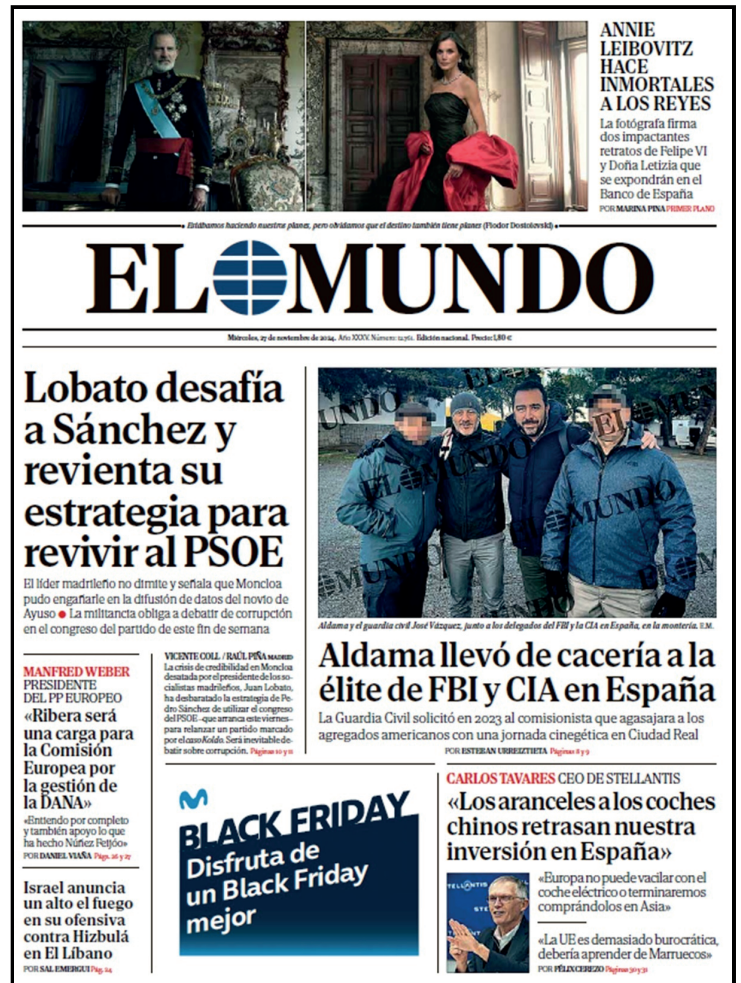 ANNIE
LEIBOVITZ
HACE
INMORTALES
A LOS REYES
La fotógrafa firma
dos impactantes
retratos de Felipe VI
y Doña Letizia que
se expondrán en el
Banco de España
POR MARINA PINA PRIMER PLANO
Estábamos haciendo nuestros planes, pero olvidamos que el destino también tiene planes (Fiodor Dostoievski)
EL MUNDO
Miércoles, 27 de noviembre de 2024. Año XXXV. Número: 12.761. Edición nacional. Precio: 1,80 €
Lobato desafía
a Sánchez y
revienta su
estrategia para
revivir al PSOE
El líder madrileño no dimite y señala que Moncloa
pudo engañarle en la difusión de datos del novio de
Ayuso ● La militancia obliga a debatir de corrupción
en el congreso del partido de este fin de semana
EL MUNDO
EL MUNDO
EL MUNDO
EL MUNDO
Aldama y el guardia civil José Vázquez, junto a los delegados del FBI y la CIA en España, en la montería. E.M.
Aldama llevó de cacería a la
élite de FBI y CIA en España
La Guardia Civil solicitó en 2023 al comisionista que agasajara a los
agregados americanos con una jornada cinegética en Ciudad Real
POR ESTEBAN URREIZTIETA Páginas 8 y 9
MANFRED WEBER
PRESIDENTE
DEL PP EUROPEO
«Ribera será
una carga para
la Comisión
Europea por
la gestión de
la DANA»
«Entiendo por completo
y también apoyo lo que
ha hecho Núñez Feijóo»
POR DANIEL VIAÑA Págs. 26 y 27
Israel anuncia
un alto el fuego
en su ofensiva
contra Hizbulá
en El Líbano
POR SAL EMERGUI Pág. 24
VICENTE COLL / RAÚL PIÑA MADRID
La crisis de credibilidad en Moncloa
desatada por el presidente de los so-
cialistas madrileños, Juan Lobato,
ha desbaratado la estrategia de Pe-
dro Sánchez de utilizar el congreso
del PSOE –que arranca este viernes–
para relanzar un partido marcado
por el caso Koldo. Será inevitable de-
batir sobre corrupción. Páginas 10 y 11
BLACK FRIDAY
Disfruta de
un Black Friday
mejor
CARLOS TAVARES CEO DE STELLANTIS
«Los aranceles a los coches
chinos retrasan nuestra
inversión en España»
STELLANTIS
«Europa no puede vacilar con el
coche eléctrico o terminaremos
comprándolos en Asia»
«La UE es demasiado burocrática,
debería aprender de Marruecos»
POR FÉLIX CEREZO Páginas 30 y 31